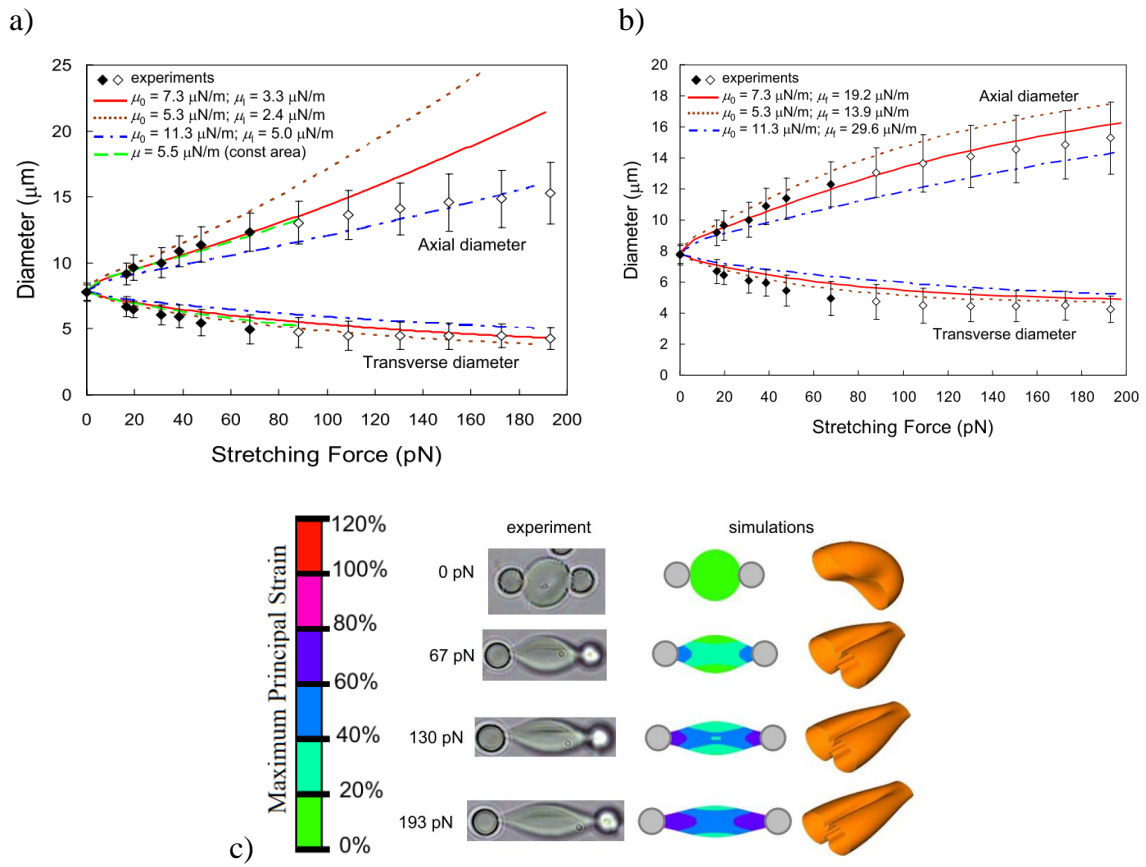 a)
25
20
15
10
5
0
Diameter (μm)
experiments
μ0 = 7.3 μN/m; μl = 3.3 μN/m
μ0 = 5.3 μN/m; μl = 2.4 μN/m
μ0 = 11.3 μN/m; μl = 5.0 μN/m
μ = 5.5 μN/m (const area)
Axial diameter
Transverse diameter
0 20 40 60 80 100 120 140 160 180 200
Stretching Force (pN)
b)
20
18
16
14
12
10
8
6
4
2
0
Diameter (μm)
experiments
μ0 = 7.3 μN/m; μf = 19.2 μN/m
μ0 = 5.3 μN/m; μf = 13.9 μN/m
μ0 = 11.3 μN/m; μf = 29.6 μN/m
Axial diameter
Transverse diameter
0 20 40 60 80 100 120 140 160 180 200
Stretching Force (pN)
c)
Maximum Principal Strain
120%
100%
80%
60%
40%
20%
0%
experiment simulations
0 pN
67 pN
130 pN
193 pN